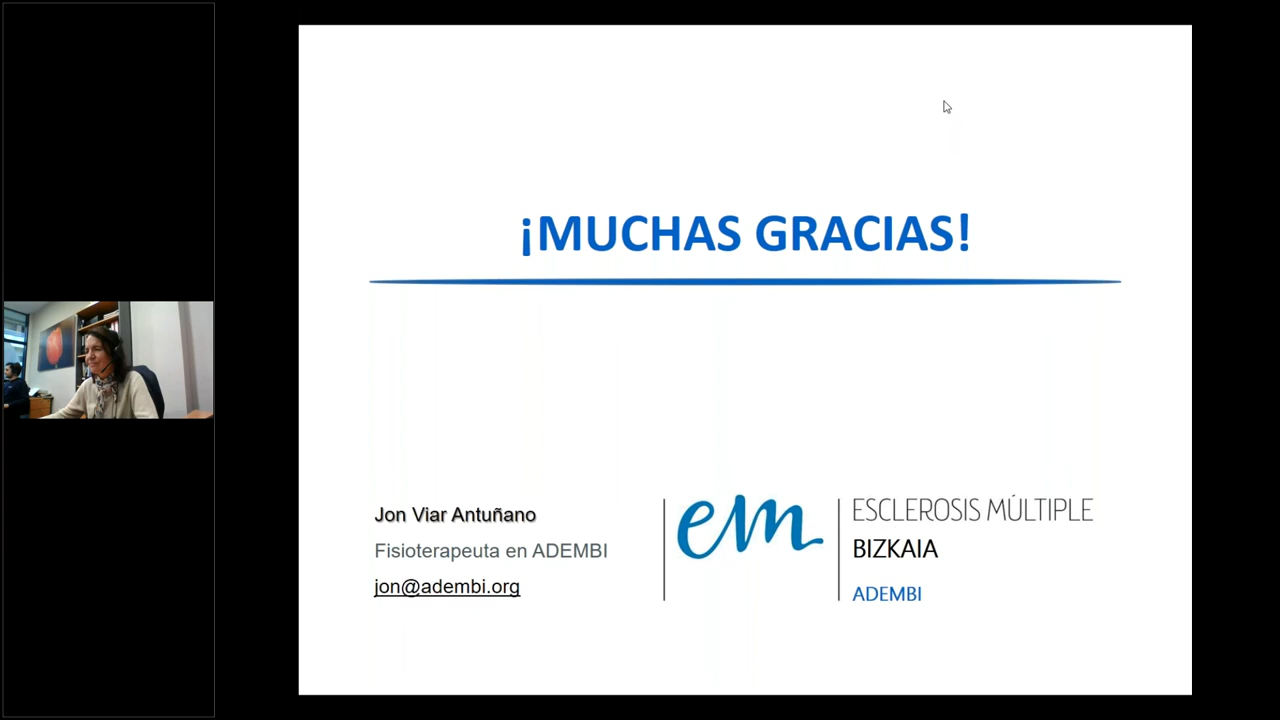 ¡MUCHAS GRACIAS!
Jon Viar Antuñano
Fisioterapeuta en ADEMBI
jon@adembi.org
em
ESCLEROSIS MÚLTIPLE
BIZKAIA
ADEMBI